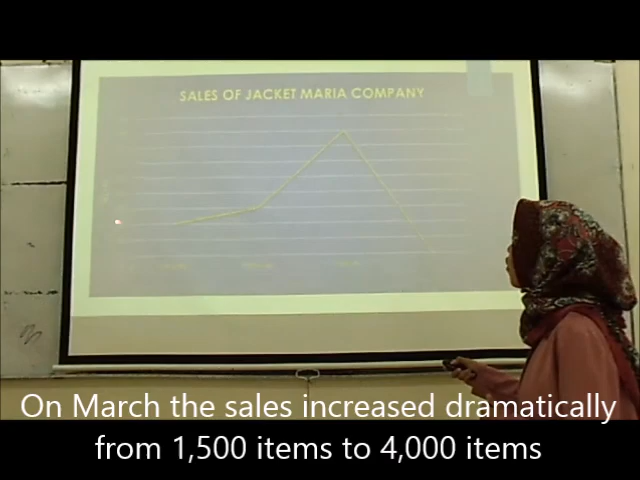 SALES OF JACKET MARIA COMPANY
On March the sales increased dramatically
from 1,500 items to 4,000 items